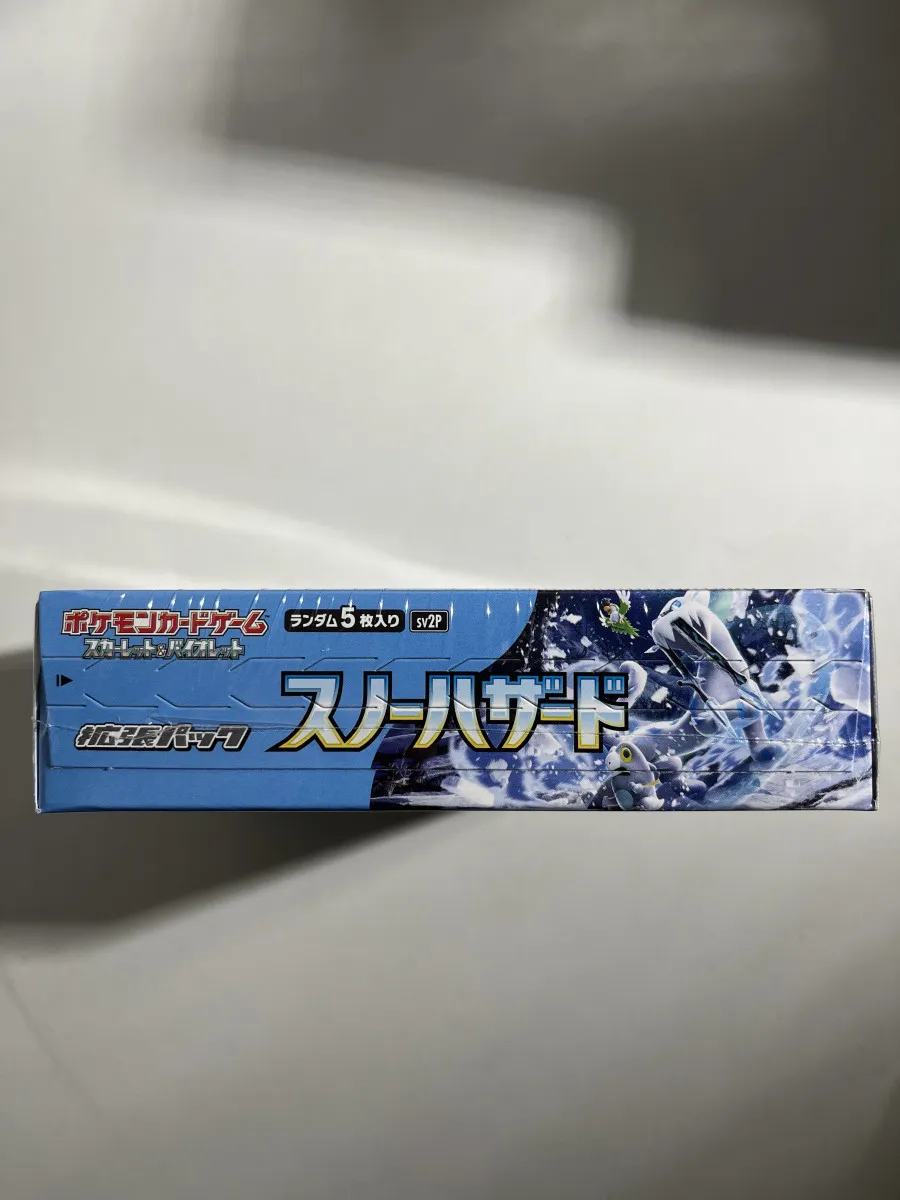 ポケモンカードゲーム
スカーレット&バイオレット
ランダム5枚入り
sv2P
拡張パック
スノーハザード